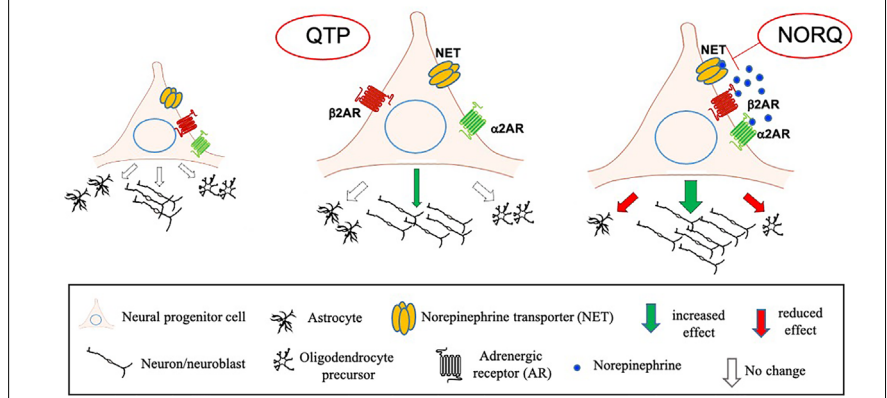 QTP
NORQ
NET
NET
β2AR
α2AR
β2AR
α2AR
Neural progenitor cell
Astrocyte
Norepinephrine transporter (NET)
increased
effect
reduced
effect
Neuron/neuroblast
Oligodendrocyte
precursor
Adrenergic
receptor (AR)
Norepinephrine
No change